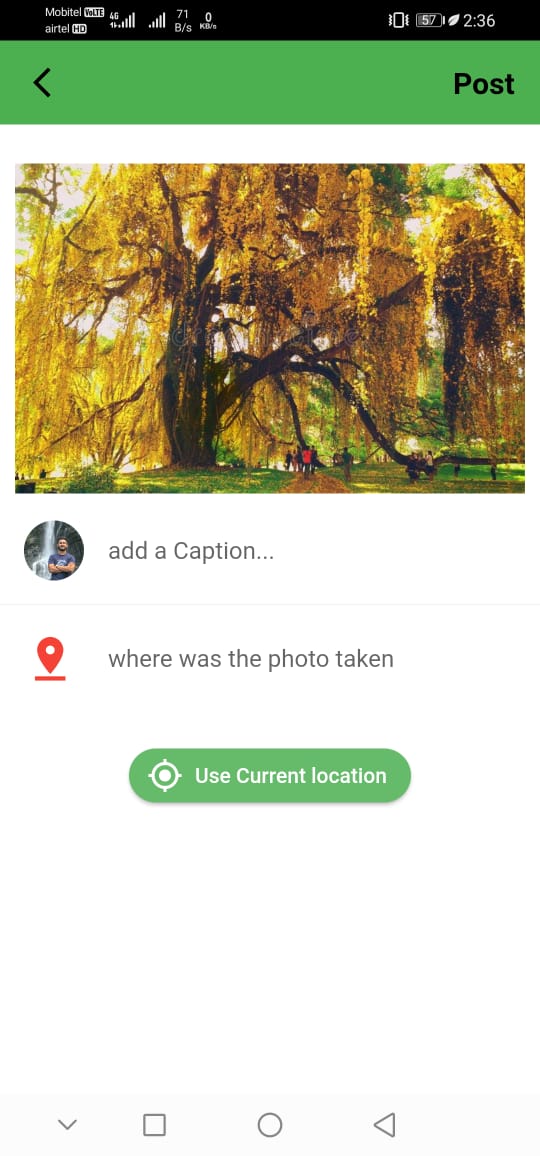 Mobitel VoLTE 4G 71 0 57 2:36
airtel HD B/s KB/s
Post
add a Caption...
where was the photo taken
Use Current location